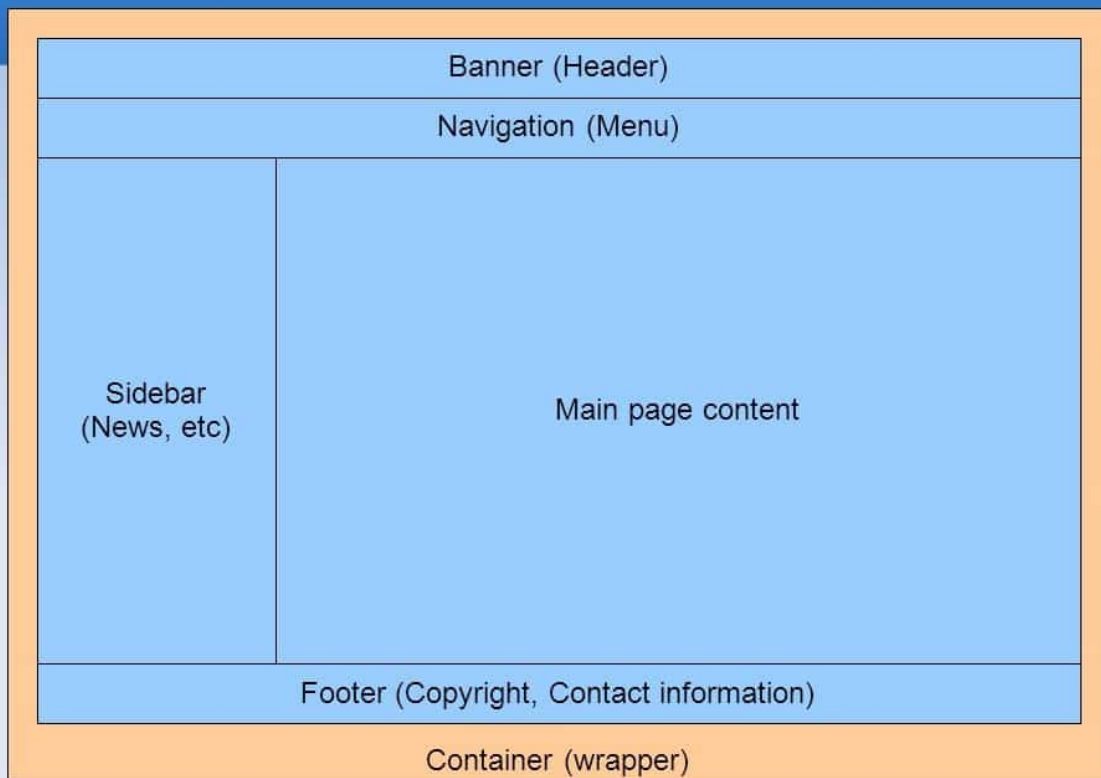 Banner (Header)
Navigation (Menu)
Sidebar
(News, etc)
Main page content
Footer (Copyright, Contact information)
Container (wrapper)